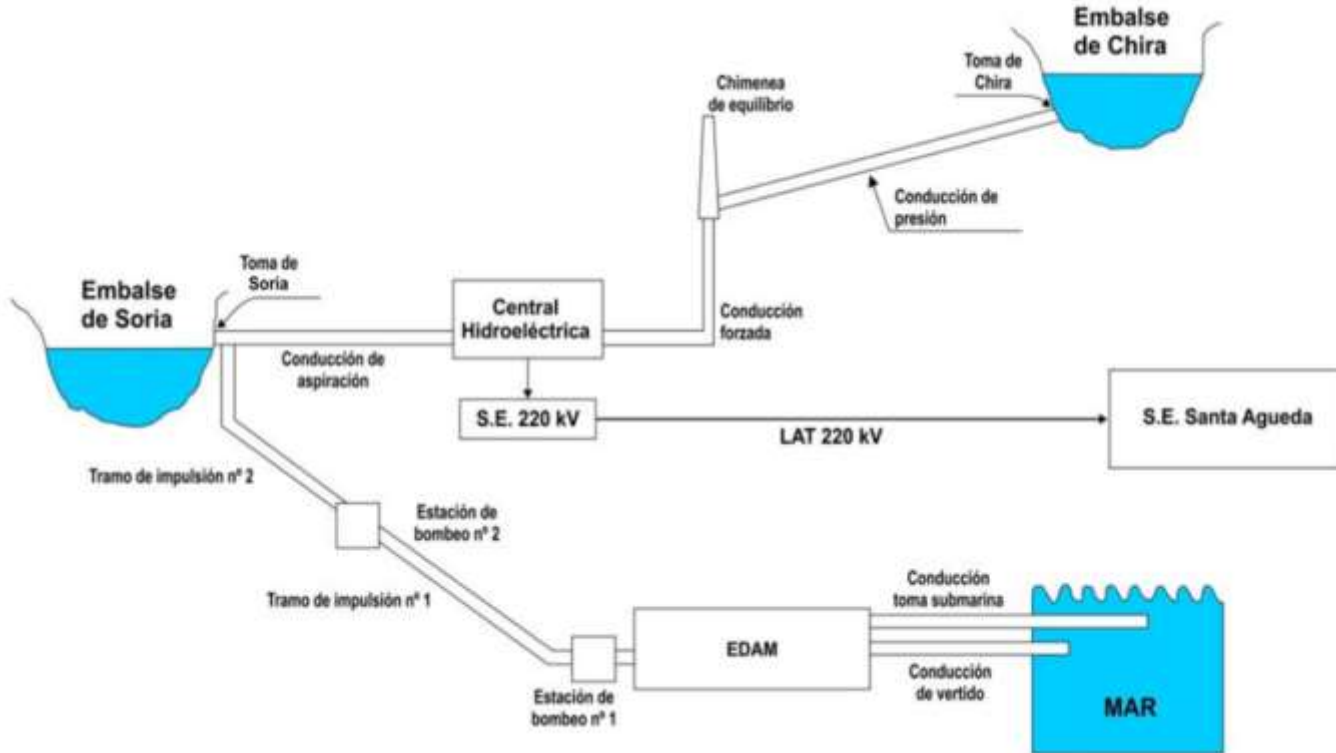 Embalse
de Chira
Toma de
Chira
Chimenea
de equilibrio
Conducción de
presión
Toma de
Soria
Embalse
de Soria
Central
Hidroeléctrica
Conducción
forzada
Conducción de
aspiración
S.E. 220 kV
LAT 220 kV
S.E. Santa Agueda
Tramo de impulsión nº 2
Estación de
bombeo nº 2
Tramo de impulsión nº 1
Conducción
toma submarina
EDAM
Conducción
de vertido
Estación de
bombeo nº 1
MAR